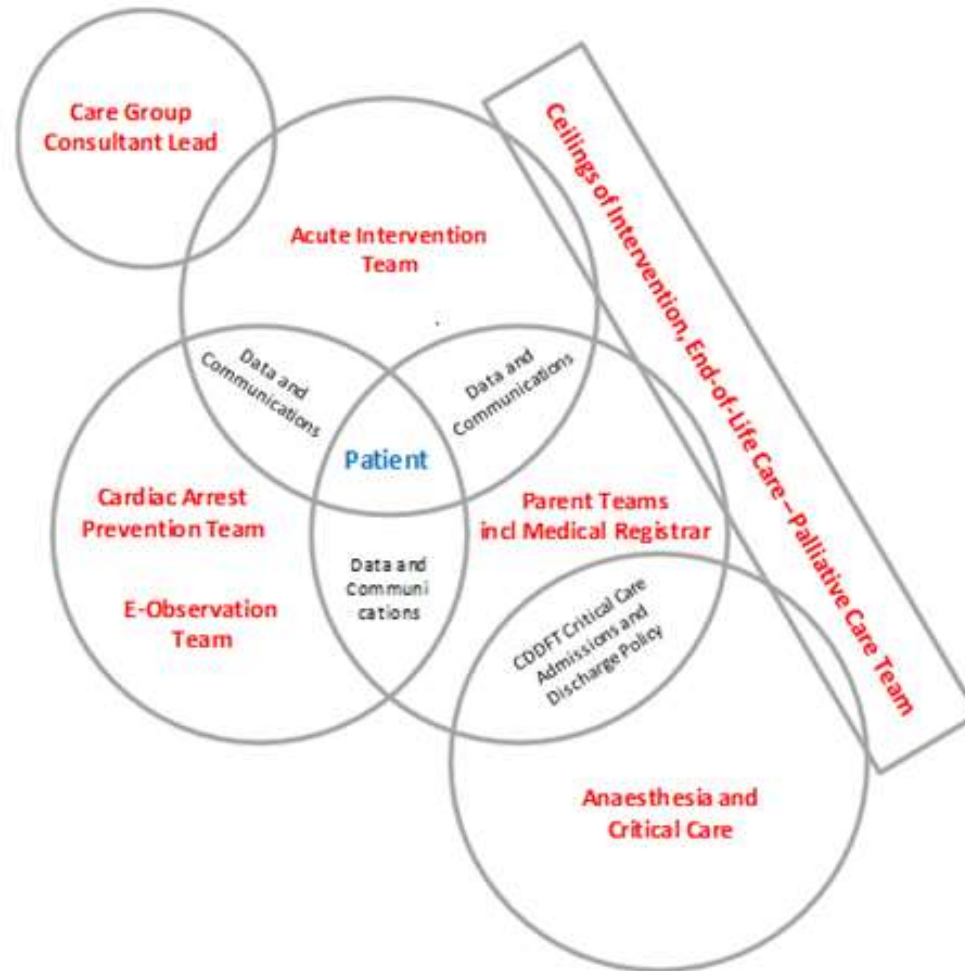 Care Group
Consultant Lead
Acute Intervention
Team
Ceilings of Intervention, End-of-Life Care – Palliative Care Team
Data and
Communications
Data and
Communications
Patient
Cardiac Arrest
Prevention Team
Parent Teams
incl Medical Registrar
Data and
Communi
cations
E-Observation
Team
CDDFT Critical Care
Admissions and
Discharge Policy
Anaesthesia and
Critical Care